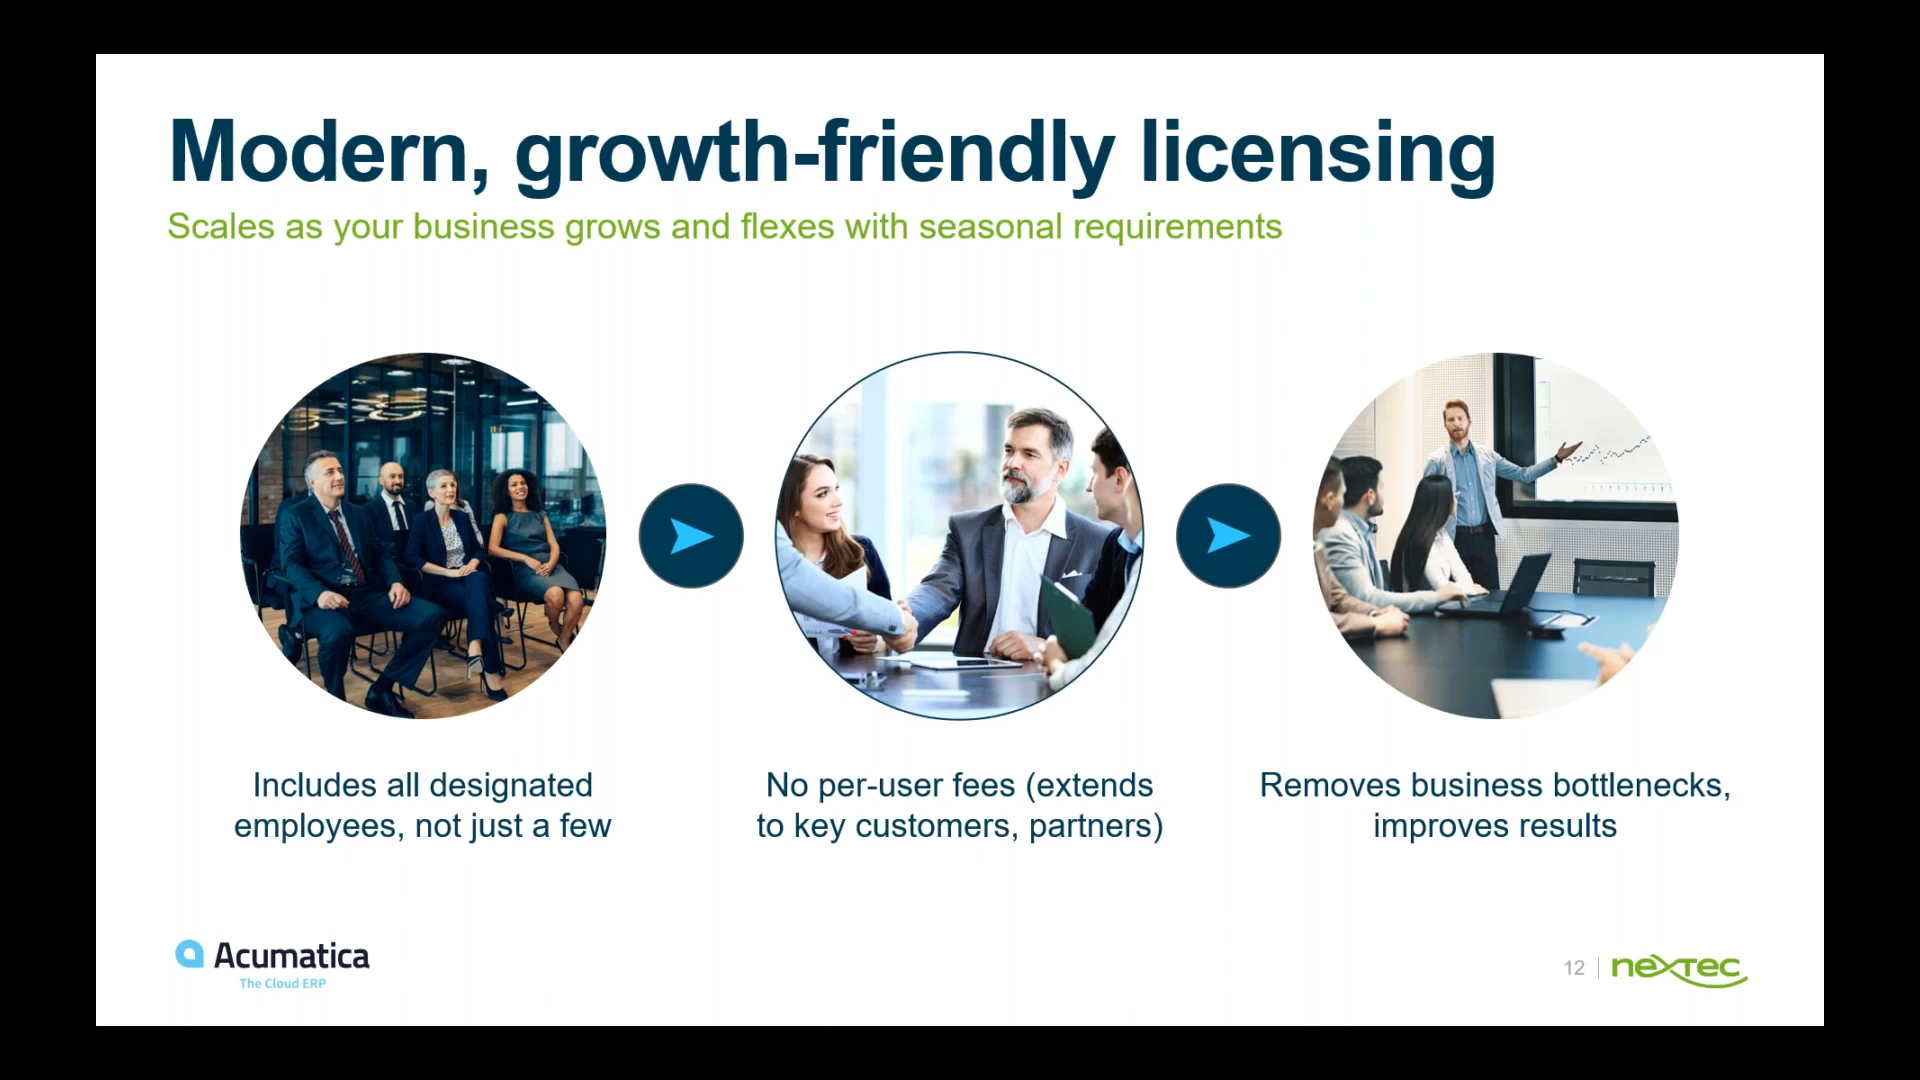 Modern, growth-friendly licensing
Scales as your business grows and flexes with seasonal requirements
Includes all designated
employees, not just a few
No per-user fees (extends
to key customers, partners)
Removes business bottlenecks,
improves results
Acumatica
The Cloud ERP
12
nexTec